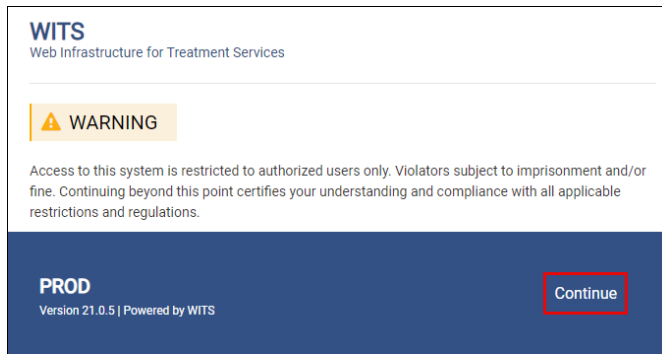 WITS
Web Infrastructure for Treatment Services
WARNING
Access to this system is restricted to authorized users only. Violators subject to imprisonment and/or
fine. Continuing beyond this point certifies your understanding and compliance with all applicable
restrictions and regulations.
PROD
Version 21.0.5 | Powered by WITS
Continue